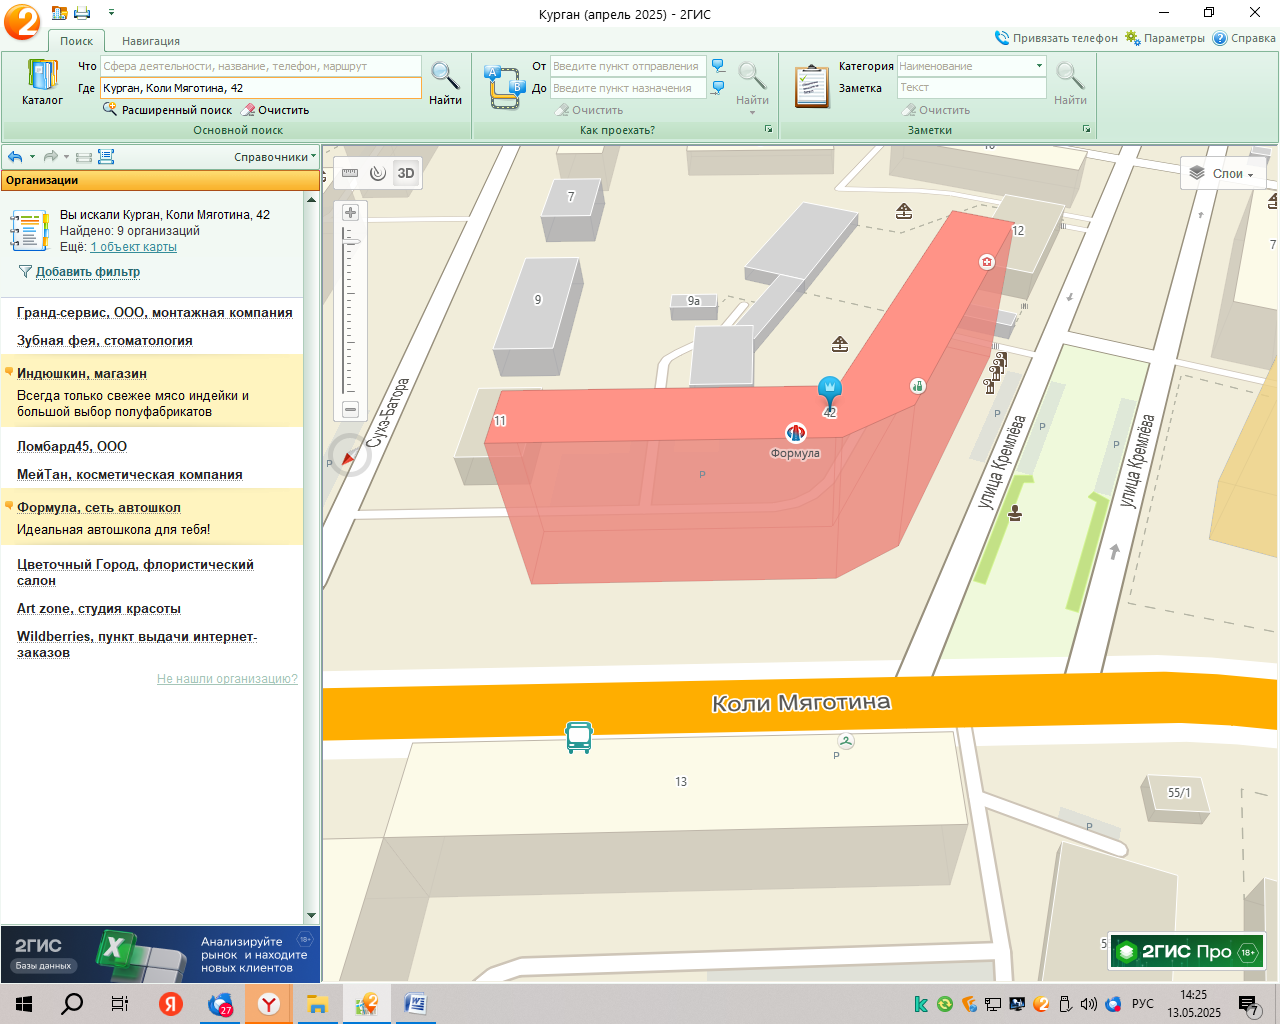 Курган (апрель 2025) - 2ГИС
Поиск
Навигация
Привязать телефон
Параметры
Справка
Каталог
Что
Сфера деятельности, название, телефон, маршрут
Где
Курган, Коли Мяготина, 42
Расширенный поиск
Очистить
Найти
Основной поиск
От
Введите пункт отправления
До
Введите пункт назначения
Очистить
Найти
Как проехать?
Категория
Наименование
Заметка
Текст
Очистить
Найти
Заметки
Справочники
Организации
Вы искали Курган, Коли Мяготина, 42
Найдено: 9 организаций
Ещё: 1 объект карты
Добавить фильтр
Гранд-сервис, ООО, монтажная компания
Зубная фея, стоматология
Индюшкин, магазин
Всегда только свежее мясо индейки и
большой выбор полуфабрикатов
Ломбард45, ООО
МейТан, косметическая компания
Формула, сеть автошкол
Идеальная автошкола для тебя!
Цветочный Город, флористический
салон
Art zone, студия красоты
Wildberries, пункт выдачи интернет-
заказов
Не нашли организацию?
2ГИС
Базы данных
Анализируйте
рынок и находите
новых клиентов
18+
3D
Слои
7
12
7
9
9а
11
42
Формула
P
P
P
P
P
Сухэ-Батора
улица Кремлёва
улица Кремлёва
Коли Мяготина
13
P
55/1
P
5
2ГИС Про
18+
27
2
РУС
14:25
13.05.2025
7